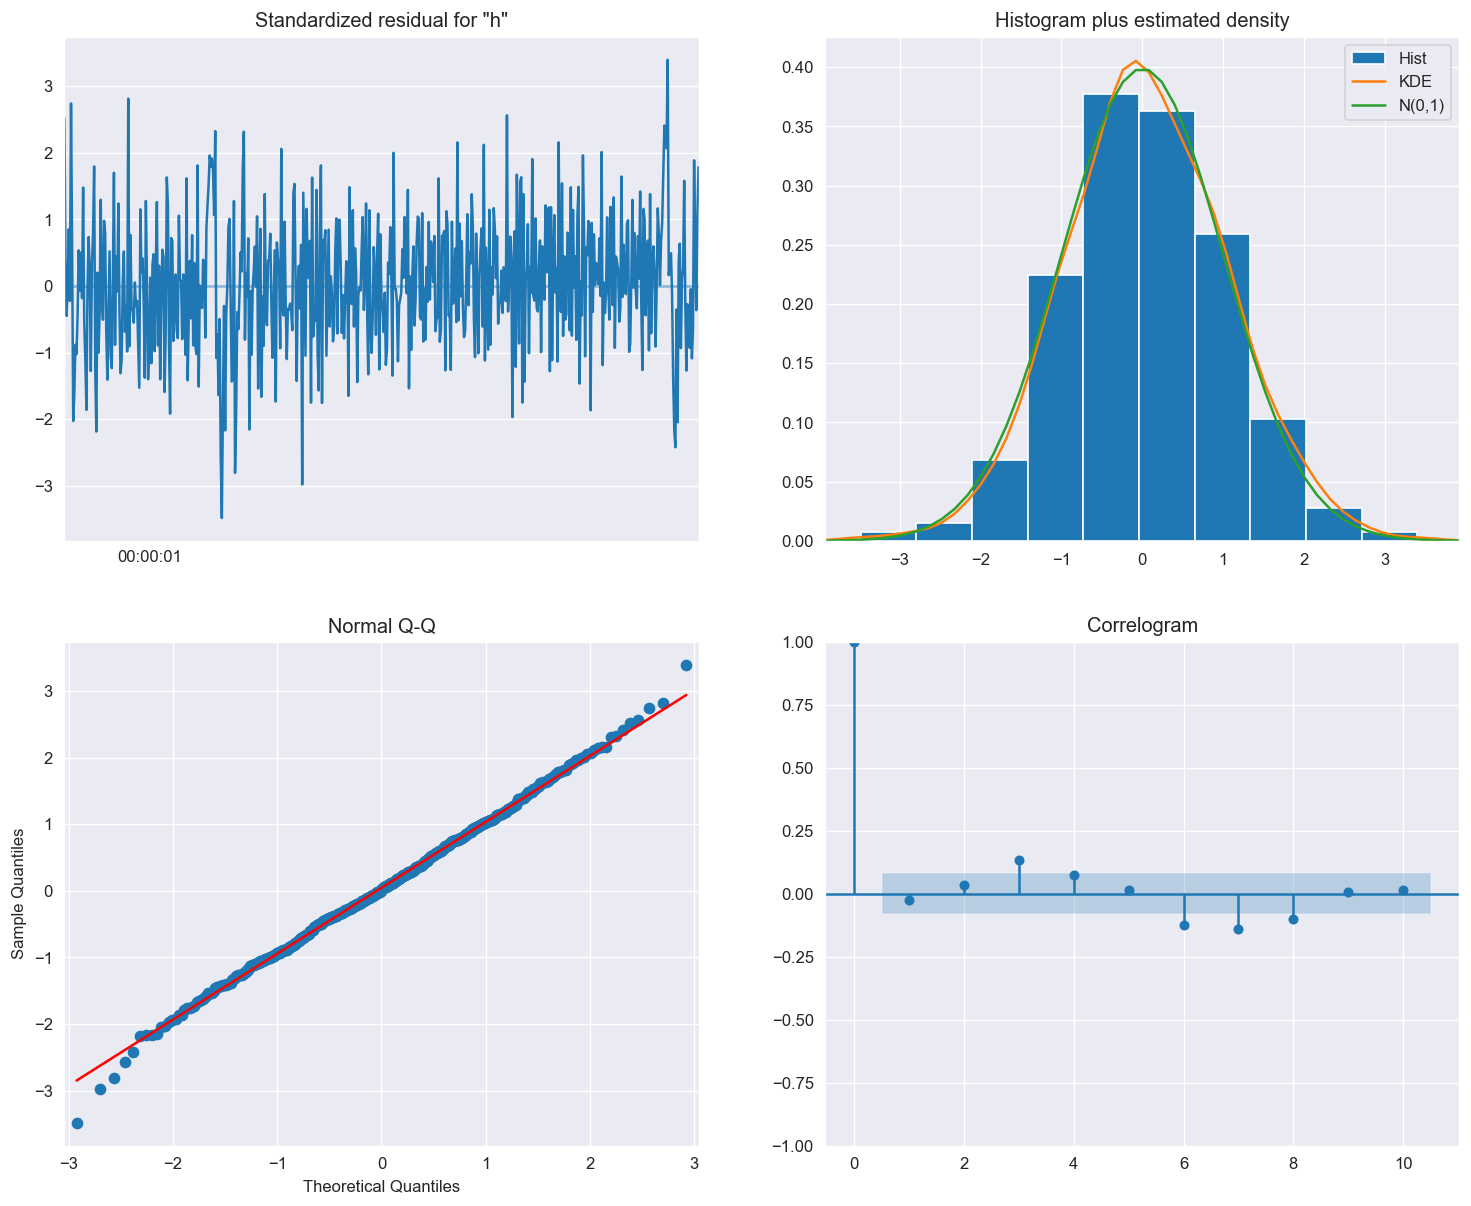 Standardized residual for "h"
3
2
1
0
−1
−2
−3
00:00:01
Histogram plus estimated density
Hist
KDE
N(0,1)
0.40
0.35
0.30
0.25
0.20
0.15
0.10
0.05
0.00
−3 −2 −1 0 1 2 3
Normal Q-Q
Sample Quantiles
3
2
1
0
−1
−2
−3
−3 −2 −1 0 1 2 3
Theoretical Quantiles
Correlogram
1.00
0.75
0.50
0.25
0.00
−0.25
−0.50
−0.75
−1.00
0 2 4 6 8 10